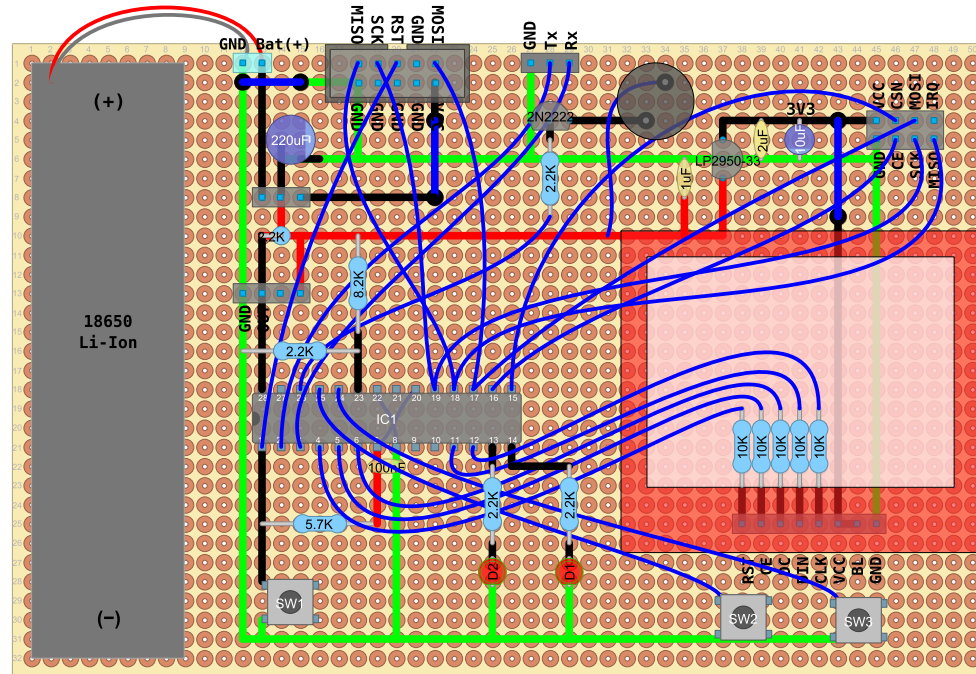 GND Bat(+)
MISO
SCK
RST
GND
MOSI
GND
Tx
Rx
VCC
CSN
MOSI
IRQ
3V3
(+)
220uF
GND
GND
GND
2N2222
2uF
10uF
LP2950-33
1uF
GND
CE
SCK
MISO
2.2K
2.2K
8.2K
GND
18650
Li-Ion
2.2K
28 27 26 25 24 23 22 21 20 19 18 17 16 15
IC1
1 2 3 4 5 6 7 8 9 10 11 12 13 14
10K
10K
10K
10K
10K
100nF
2.2K
2.2K
5.7K
D2
D1
RST
CE
DC
DIN
CLK
VCC
BL
GND
SW1
SW2
SW3
(−)